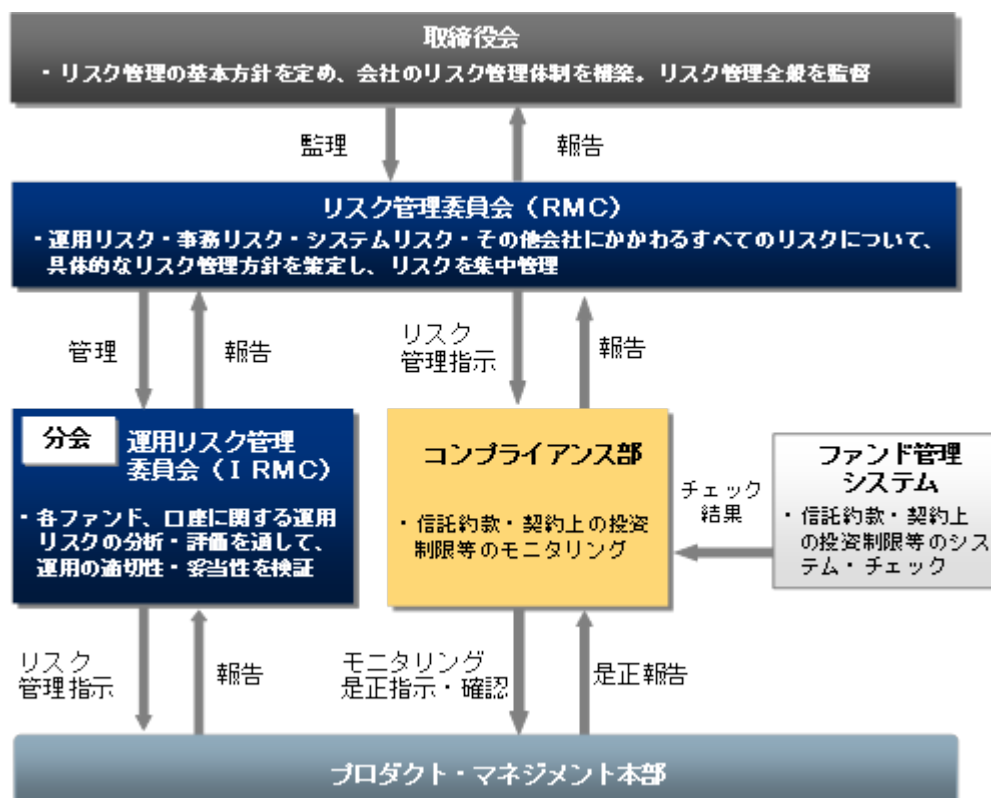 取締役会
・リスク管理の基本方針を定め、会社のリスク管理体制を構築。リスク管理全般を監督
監理
報告
リスク管理委員会（RMC）
・運用リスク・事務リスク・システムリスク・その他会社にかかわるすべてのリスクについて、
具体的なリスク管理方針を策定し、リスクを集中管理
管理
報告
リスク
管理指示
報告
分会
運用リスク管理
委員会（IRMC）
・各ファンド、口座に関する運用
リスクの分析・評価を通して、
運用の適切性・妥当性を検証
コンプライアンス部
・信託約款・契約上の投資
制限等のモニタリング
チェック
結果
ファンド管理
システム
・信託約款・契約上
の投資制限等のシス
テム・チェック
リスク
管理指示
報告
モニタリング
是正指示・確認
是正報告
プロダクト・マネジメント本部